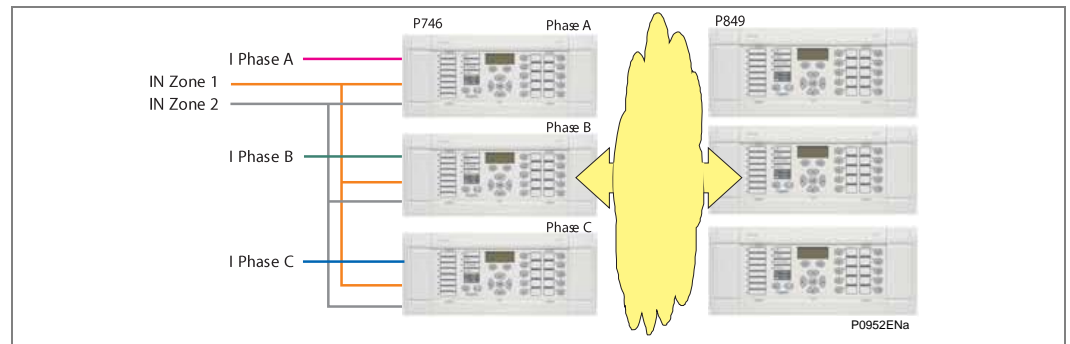 P746
Phase A
P849
I Phase A
IN Zone 1
IN Zone 2
Phase B
I Phase B
Phase C
I Phase C
P0952ENa